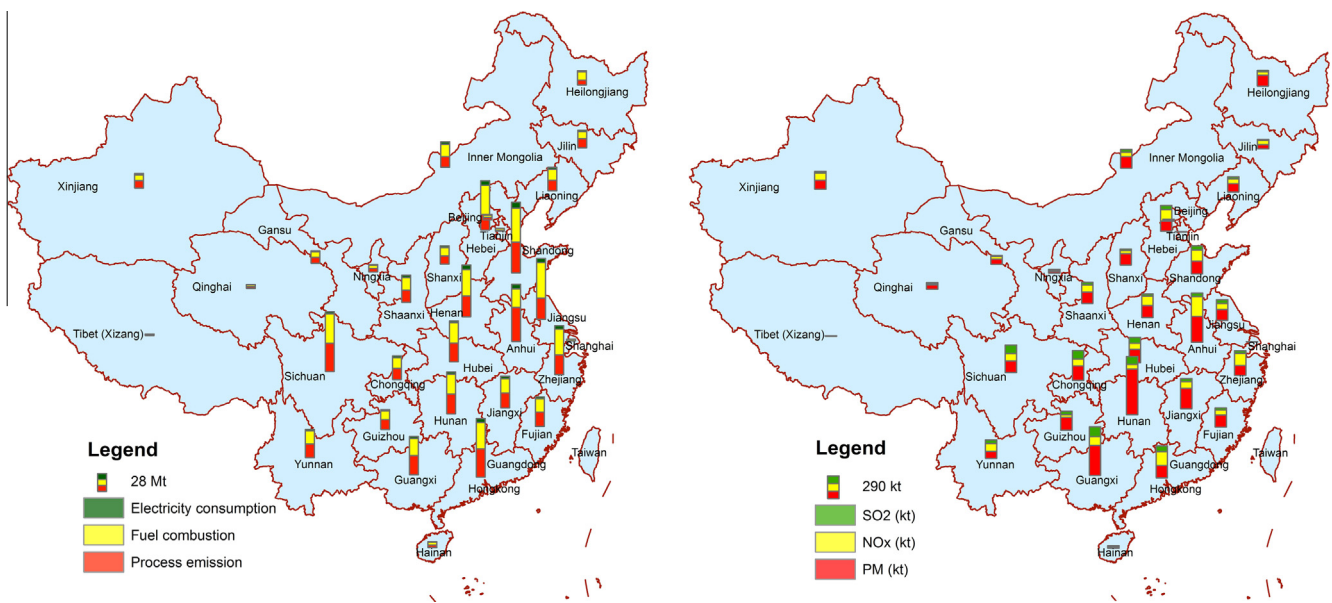 Heilongjiang
Jilin
Inner Mongolia
Liaoning
Xinjiang
Beijing
Tianjin
Gansu
Hebei
Shandong
Ningxia
Shanxi
Qinghai
Shaanxi
Henan
Jiangsu
Tibet (Xizang)
Anhui
Shanghai
Sichuan
Hubei
Zhejiang
Chongqing
Hunan
Jiangxi
Guizhou
Fujian
Yunnan
Guangxi
Guangdong
Taiwan
Hongkong
Hainan
Legend
28 Mt
Electricity consumption
Fuel combustion
Process emission
Heilongjiang
Jilin
Inner Mongolia
Liaoning
Xinjiang
Beijing
Tianjin
Gansu
Hebei
Shandong
Ningxia
Shanxi
Qinghai
Shaanxi
Henan
Jiangsu
Tibet (Xizang)
Anhui
Shanghai
Sichuan
Hubei
Zhejiang
Chongqing
Hunan
Jiangxi
Guizhou
Fujian
Yunnan
Guangxi
Guangdong
Taiwan
Hongkong
Hainan
Legend
290 kt
SO2 (kt)
NOx (kt)
PM (kt)